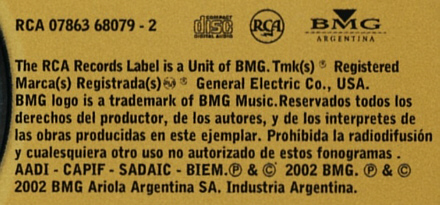 RCA 07863 68079 - 2
COMPACT
disc
DIGITAL AUDIO
RCA
BMG
ARGENTINA
The RCA Records Label is a Unit of BMG. Tmk(s) ® Registered
Marca(s) Registrada(s) ® General Electric Co., USA.
BMG logo is a trademark of BMG Music.Reservados todos los
derechos del productor, de los autores, y de los interpretes de
las obras producidas en este ejemplar. Prohibida la radiodifusión
y cualesquiera otro uso no autorizado de estos fonogramas .
AADI - CAPIF - SADAIC - BIEM. ℗ & © 2002 BMG. ℗ & ©
2002 BMG Ariola Argentina SA. Industria Argentina.